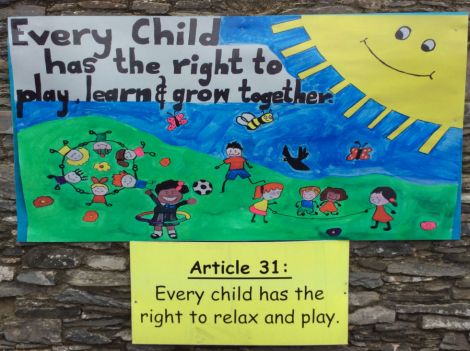 Every Child
has the right to
play, learn & grow together.
Article 31:
Every child has the
right to relax and play.